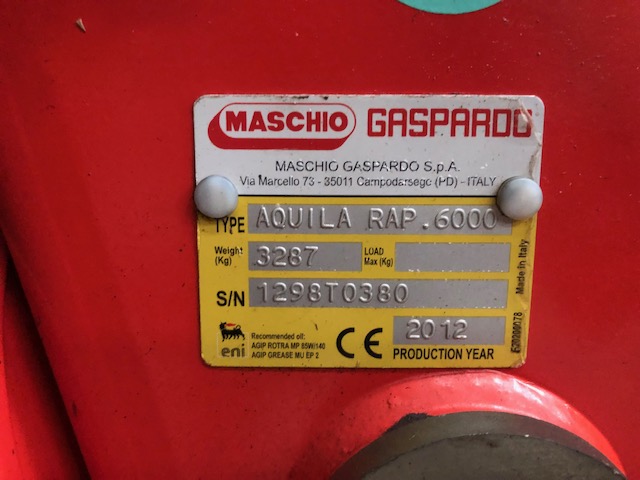 MASCHIO GASPARDO
MASCHIO GASPARDO S.p.A.
Via Marcello 73 - 35011 Campodarsego (PD) - ITALY
TYPE AQUILA RAP.6000
Weight (Kg) 3287 LOAD Max (Kg)
S/N 1298T0380
eni
Recommended oil:
AGIP ROTRA MP 85W/140
AGIP GREASE MU EP 2
CE 2012
PRODUCTION YEAR
Made in Italy